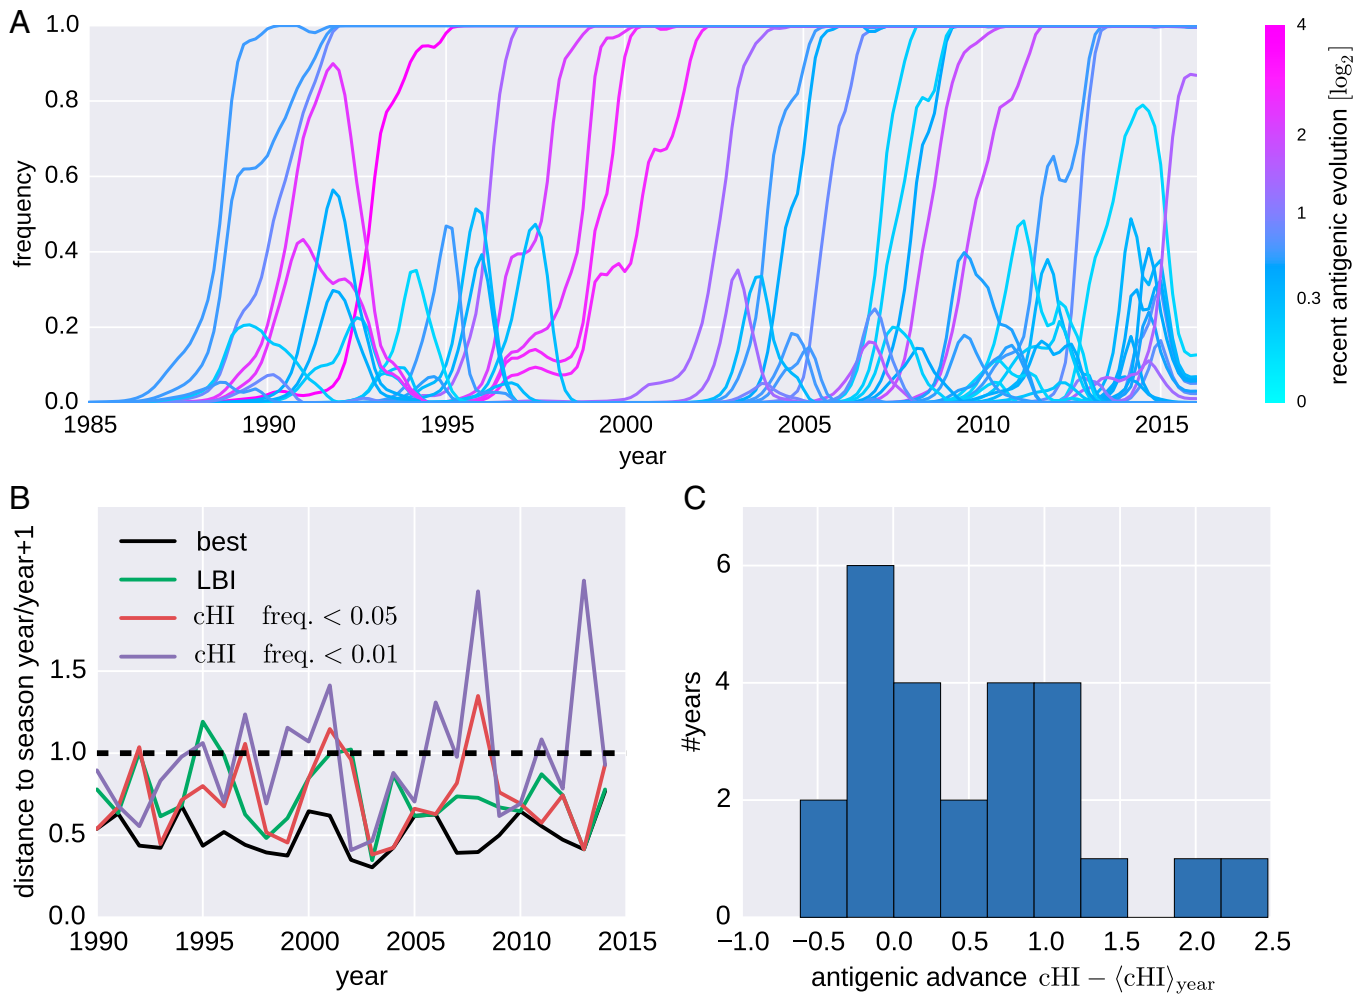 A
1.0
0.8
0.6
0.4
0.2
0.0
frequency
1985 1990 1995 2000 2005 2010 2015
year
4
2
1
0.3
0
recent antigenic evolution [log2]
B
distance to season year/year+1
best
LBI
cHI freq. < 0.05
cHI freq. < 0.01
1.5
1.0
0.5
0.0
1990 1995 2000 2005 2010 2015
year
C
#years
6
4
2
0
−1.0 −0.5 0.0 0.5 1.0 1.5 2.0 2.5
antigenic advance cHI − ⟨cHI⟩year